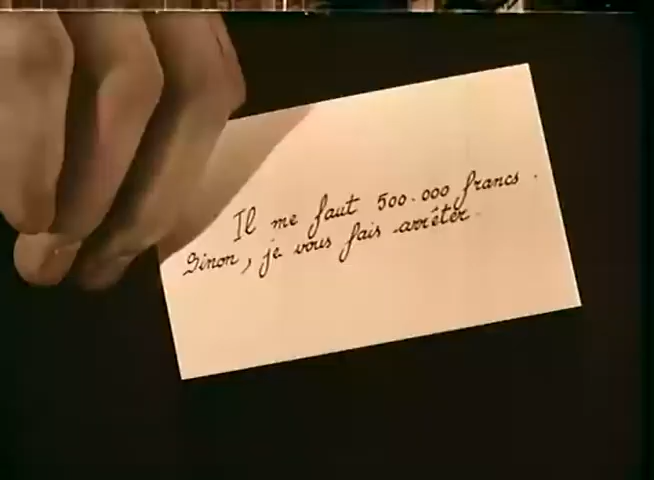 Il me faut 500.000 francs.
Sinon, je vous fais arrêter.